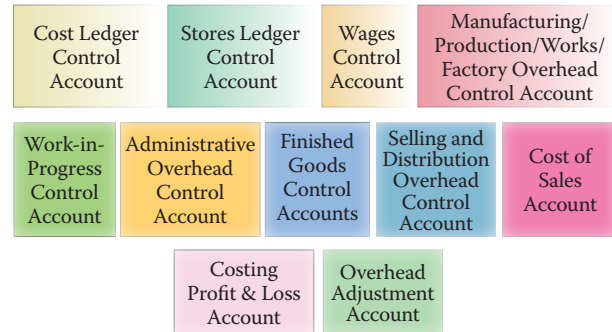 Cost Ledger
Control
Account
Stores Ledger
Control
Account
Wages
Control
Account
Manufacturing/
Production/Works/
Factory Overhead
Control Account
Work-in-
Progress
Control
Account
Administrative
Overhead
Control
Account
Finished
Goods
Control
Accounts
Selling and
Distribution
Overhead
Control
Account
Cost of
Sales
Account
Costing
Profit & Loss
Account
Overhead
Adjustment
Account